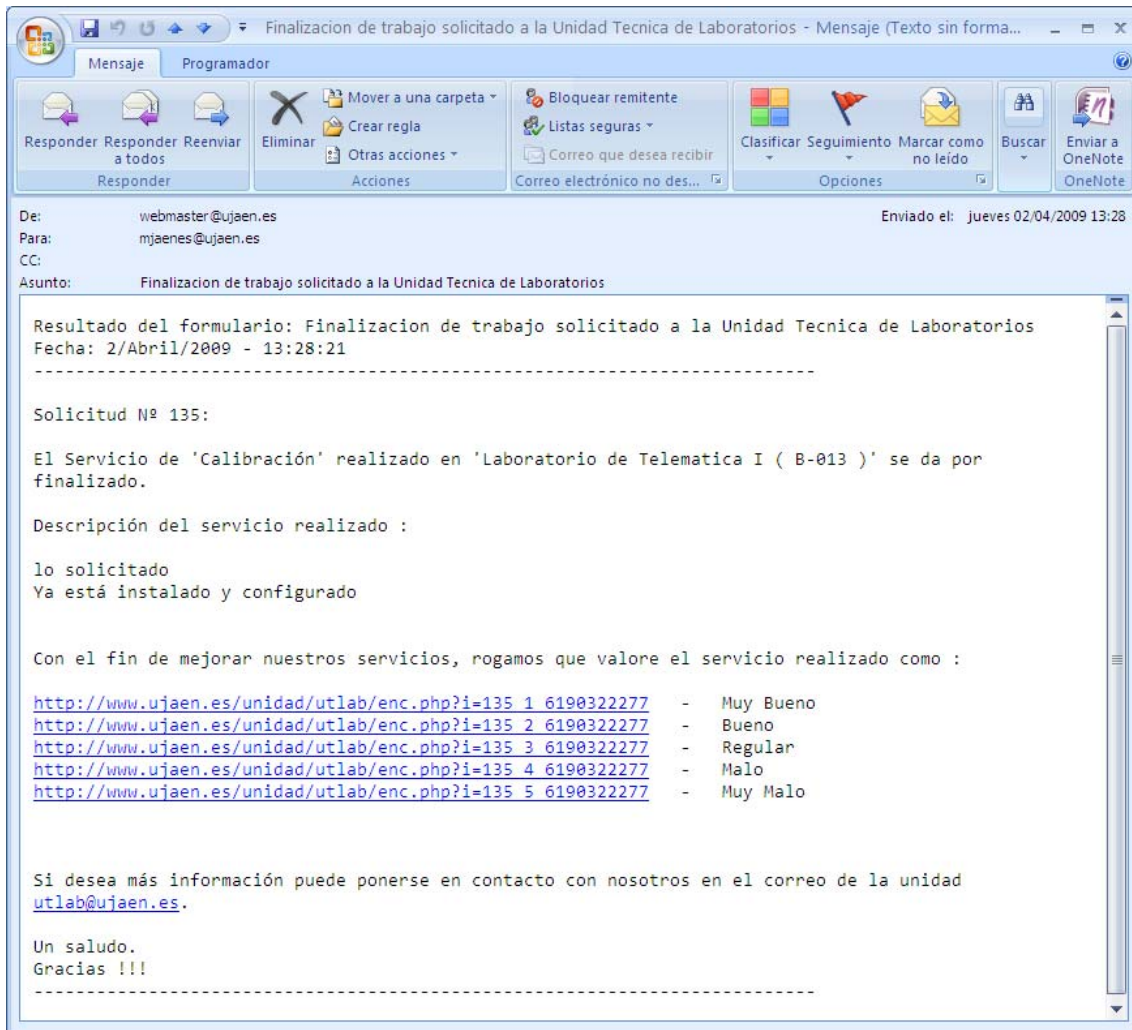 Finalizacion de trabajo solicitado a la Unidad Tecnica de Laboratorios - Mensaje (Texto sin forma...
Mensaje Programador
Responder Responder a todos Reenviar
Eliminar
Mover a una carpeta
Crear regla
Otras acciones
Bloquear remitente
Listas seguras
Correo que desea recibir
Clasificar Seguimiento Marcar como no leído
Buscar
Enviar a OneNote
Responder Acciones Correo electrónico no des... Opciones OneNote
De: webmaster@ujaen.es Enviado el: jueves 02/04/2009 13:28
Para: mjaenes@ujaen.es
CC:
Asunto: Finalizacion de trabajo solicitado a la Unidad Tecnica de Laboratorios
Resultado del formulario: Finalizacion de trabajo solicitado a la Unidad Tecnica de Laboratorios
Fecha: 2/Abril/2009 - 13:28:21
---------------------------------------------------------------------------
Solicitud Nº 135:
El Servicio de 'Calibración' realizado en 'Laboratorio de Telematica I ( B-013 )' se da por
finalizado.
Descripción del servicio realizado :
lo solicitado
Ya está instalado y configurado
Con el fin de mejorar nuestros servicios, rogamos que valore el servicio realizado como :
http://www.ujaen.es/unidad/utlab/enc.php?i=135_1_6190322277 - Muy Bueno
http://www.ujaen.es/unidad/utlab/enc.php?i=135_2_6190322277 - Bueno
http://www.ujaen.es/unidad/utlab/enc.php?i=135_3_6190322277 - Regular
http://www.ujaen.es/unidad/utlab/enc.php?i=135_4_6190322277 - Malo
http://www.ujaen.es/unidad/utlab/enc.php?i=135_5_6190322277 - Muy Malo
Si desea más información puede ponerse en contacto con nosotros en el correo de la unidad
utlab@ujaen.es.
Un saludo.
Gracias !!!
---------------------------------------------------------------------------